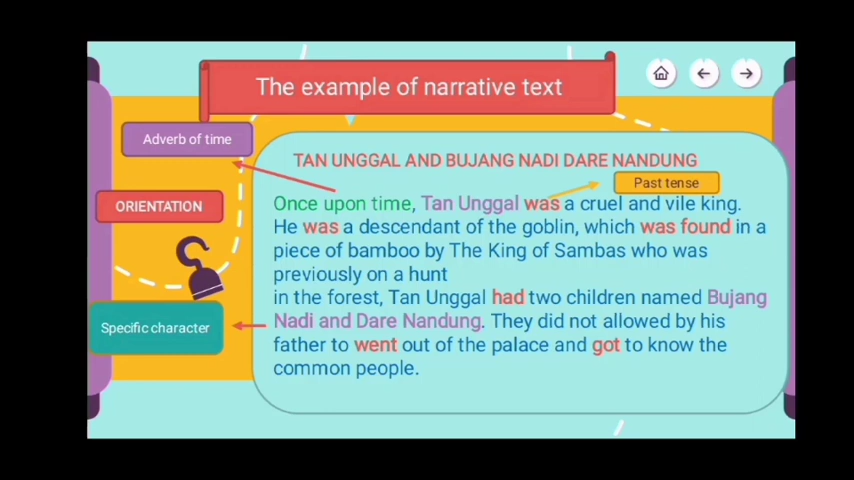 The example of narrative text
Adverb of time
TAN UNGGAL AND BUJANG NADI DARE NANDUNG
Past tense
ORIENTATION
Once upon time, Tan Unggal was a cruel and vile king.
He was a descendant of the goblin, which was found in a
piece of bamboo by The King of Sambas who was
previously on a hunt
in the forest, Tan Unggal had two children named Bujang
Nadi and Dare Nandung. They did not allowed by his
father to went out of the palace and got to know the
common people.
Specific character